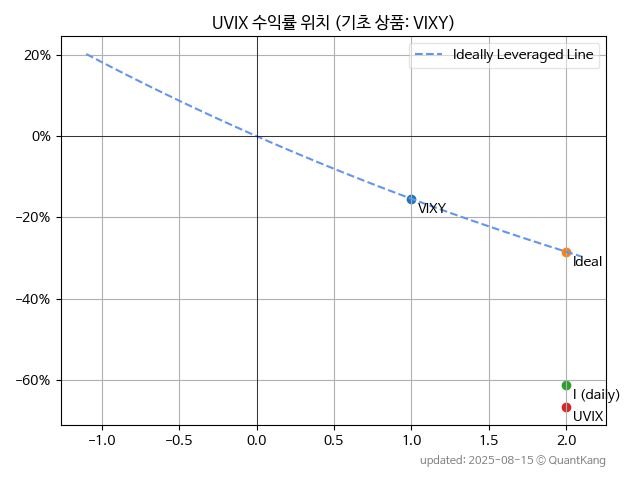 UVIX 수익률 위치 (기초 상품: VIXY)
Ideally Leveraged Line
20%
0%
−20%
−40%
−60%
VIXY
Ideal
I (daily)
UVIX
−1.0 −0.5 0.0 0.5 1.0 1.5 2.0
updated: 2025-08-15 © QuantKang